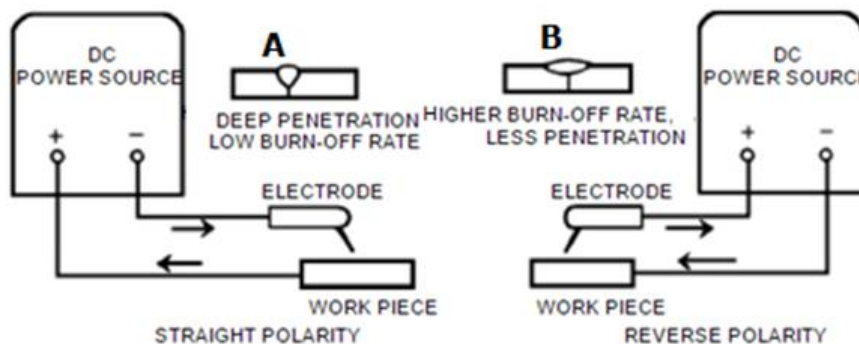 A
B
DC
POWER SOURCE
+ −
DEEP PENETRATION
LOW BURN-OFF RATE
HIGHER BURN-OFF RATE,
LESS PENETRATION
DC
POWER SOURCE
+ −
ELECTRODE
WORK PIECE
STRAIGHT POLARITY
ELECTRODE
WORK PIECE
REVERSE POLARITY